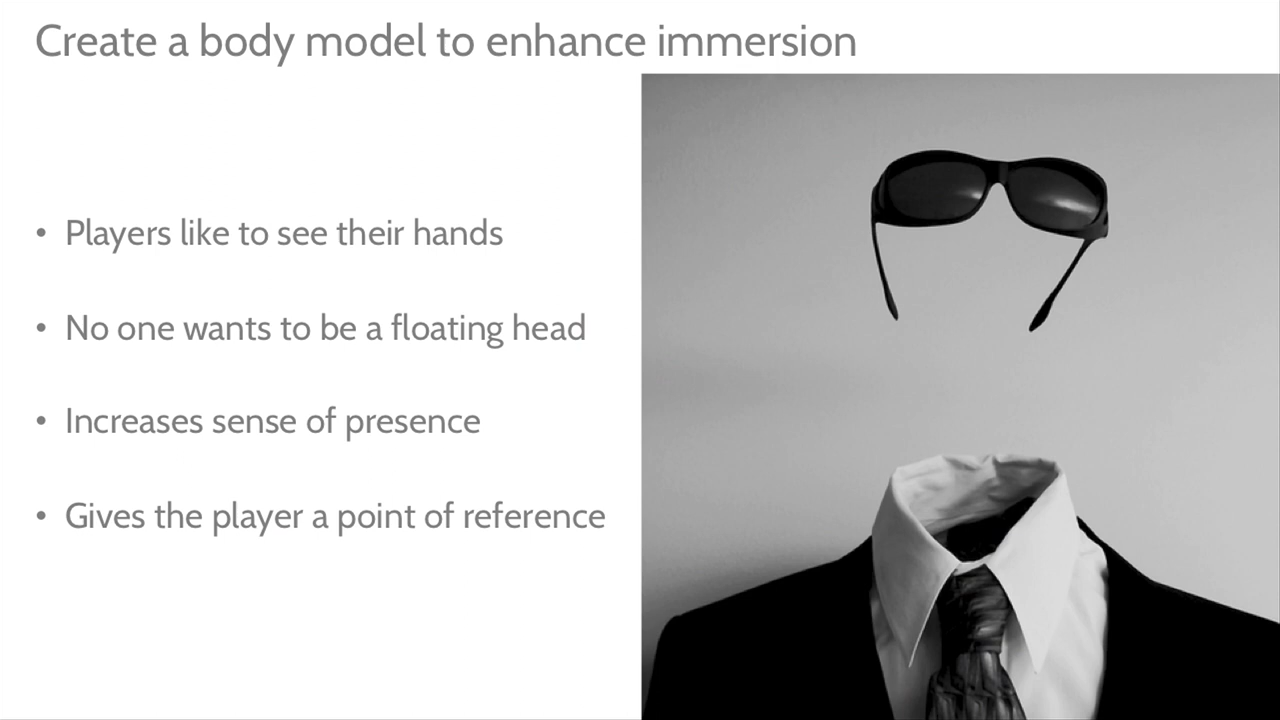 Create a body model to enhance immersion
• Players like to see their hands
• No one wants to be a floating head
• Increases sense of presence
• Gives the player a point of reference